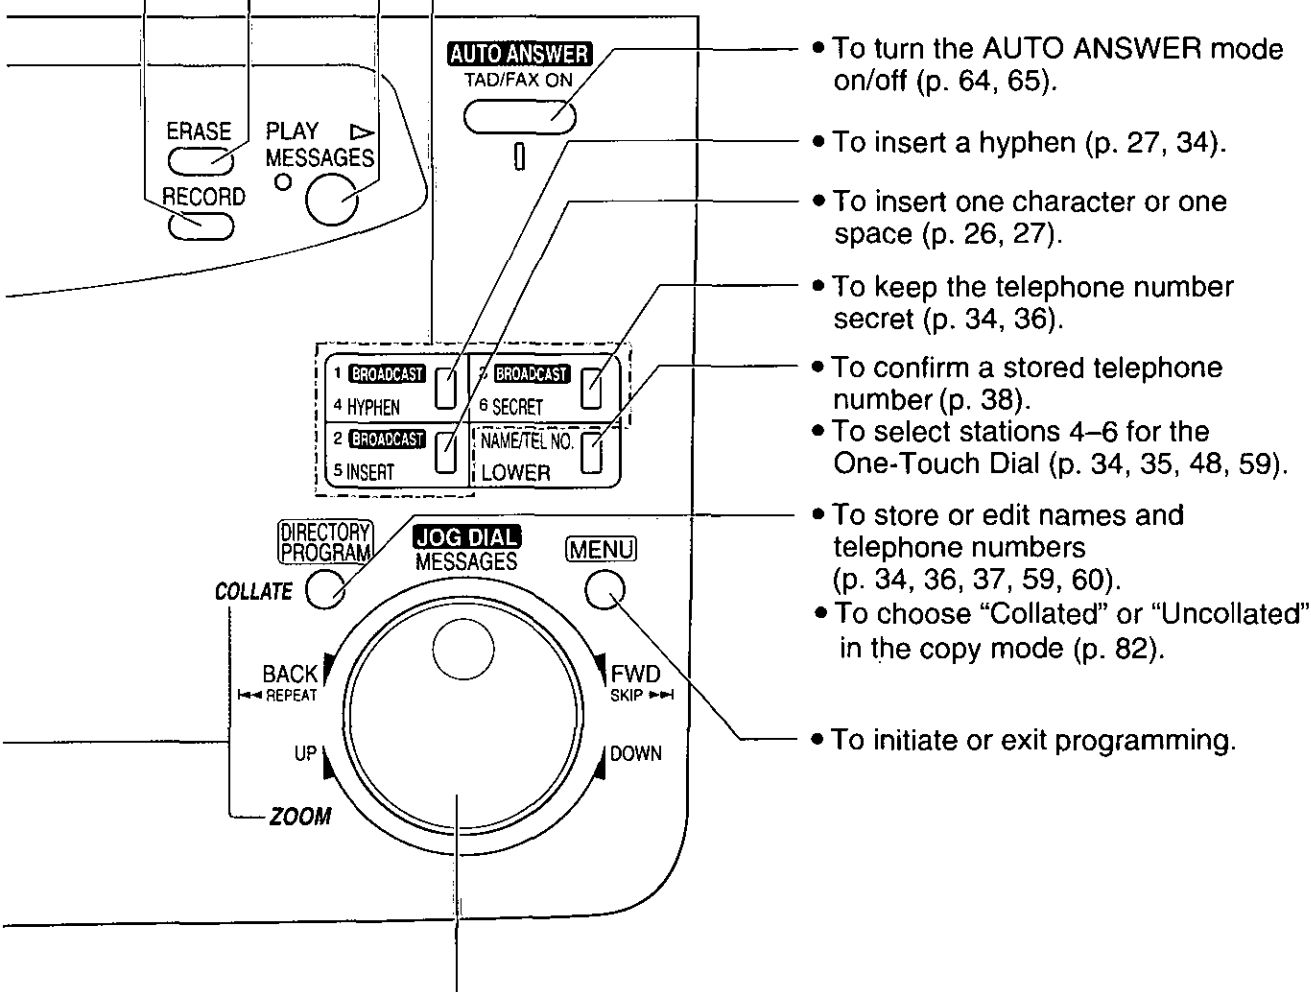 AUTO ANSWER
TAD/FAX ON
ERASE
PLAY
MESSAGES
RECORD
1 BROADCAST
4 HYPHEN
3 BROADCAST
6 SECRET
2 BROADCAST
5 INSERT
NAME/TEL NO.
LOWER
DIRECTORY
PROGRAM
JOG DIAL
MESSAGES
MENU
COLLATE
BACK
REPEAT
FWD
SKIP
UP
DOWN
ZOOM
• To turn the AUTO ANSWER mode
on/off (p. 64, 65).
• To insert a hyphen (p. 27, 34).
• To insert one character or one
space (p. 26, 27).
• To keep the telephone number
secret (p. 34, 36).
• To confirm a stored telephone
number (p. 38).
• To select stations 4–6 for the
One-Touch Dial (p. 34, 35, 48, 59).
• To store or edit names and
telephone numbers
(p. 34, 36, 37, 59, 60).
• To choose “Collated” or “Uncollated”
in the copy mode (p. 82).
• To initiate or exit programming.